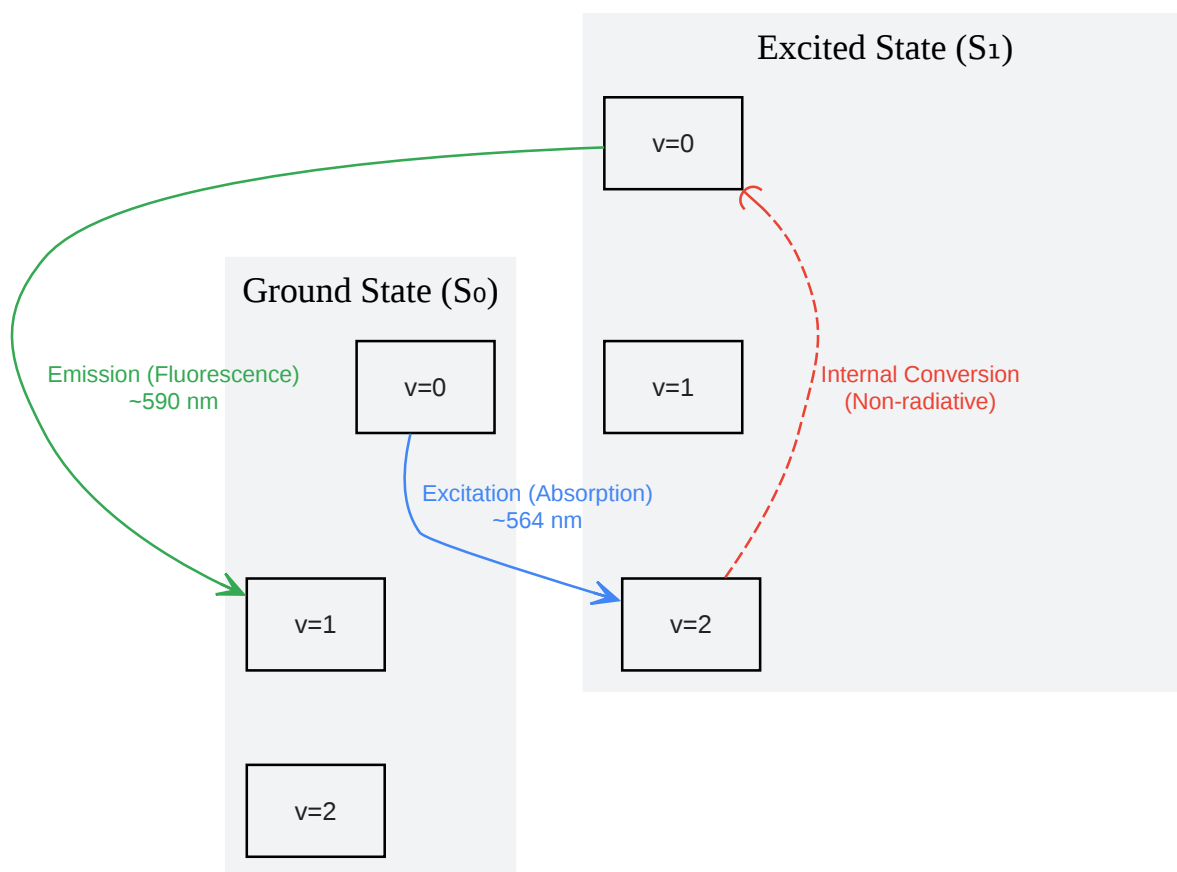 Excited State (S₁)
v=0
Ground State (S₀)
v=0
v=1
Emission (Fluorescence)
~590 nm
Internal Conversion
(Non-radiative)
Excitation (Absorption)
~564 nm
v=1
v=2
v=2